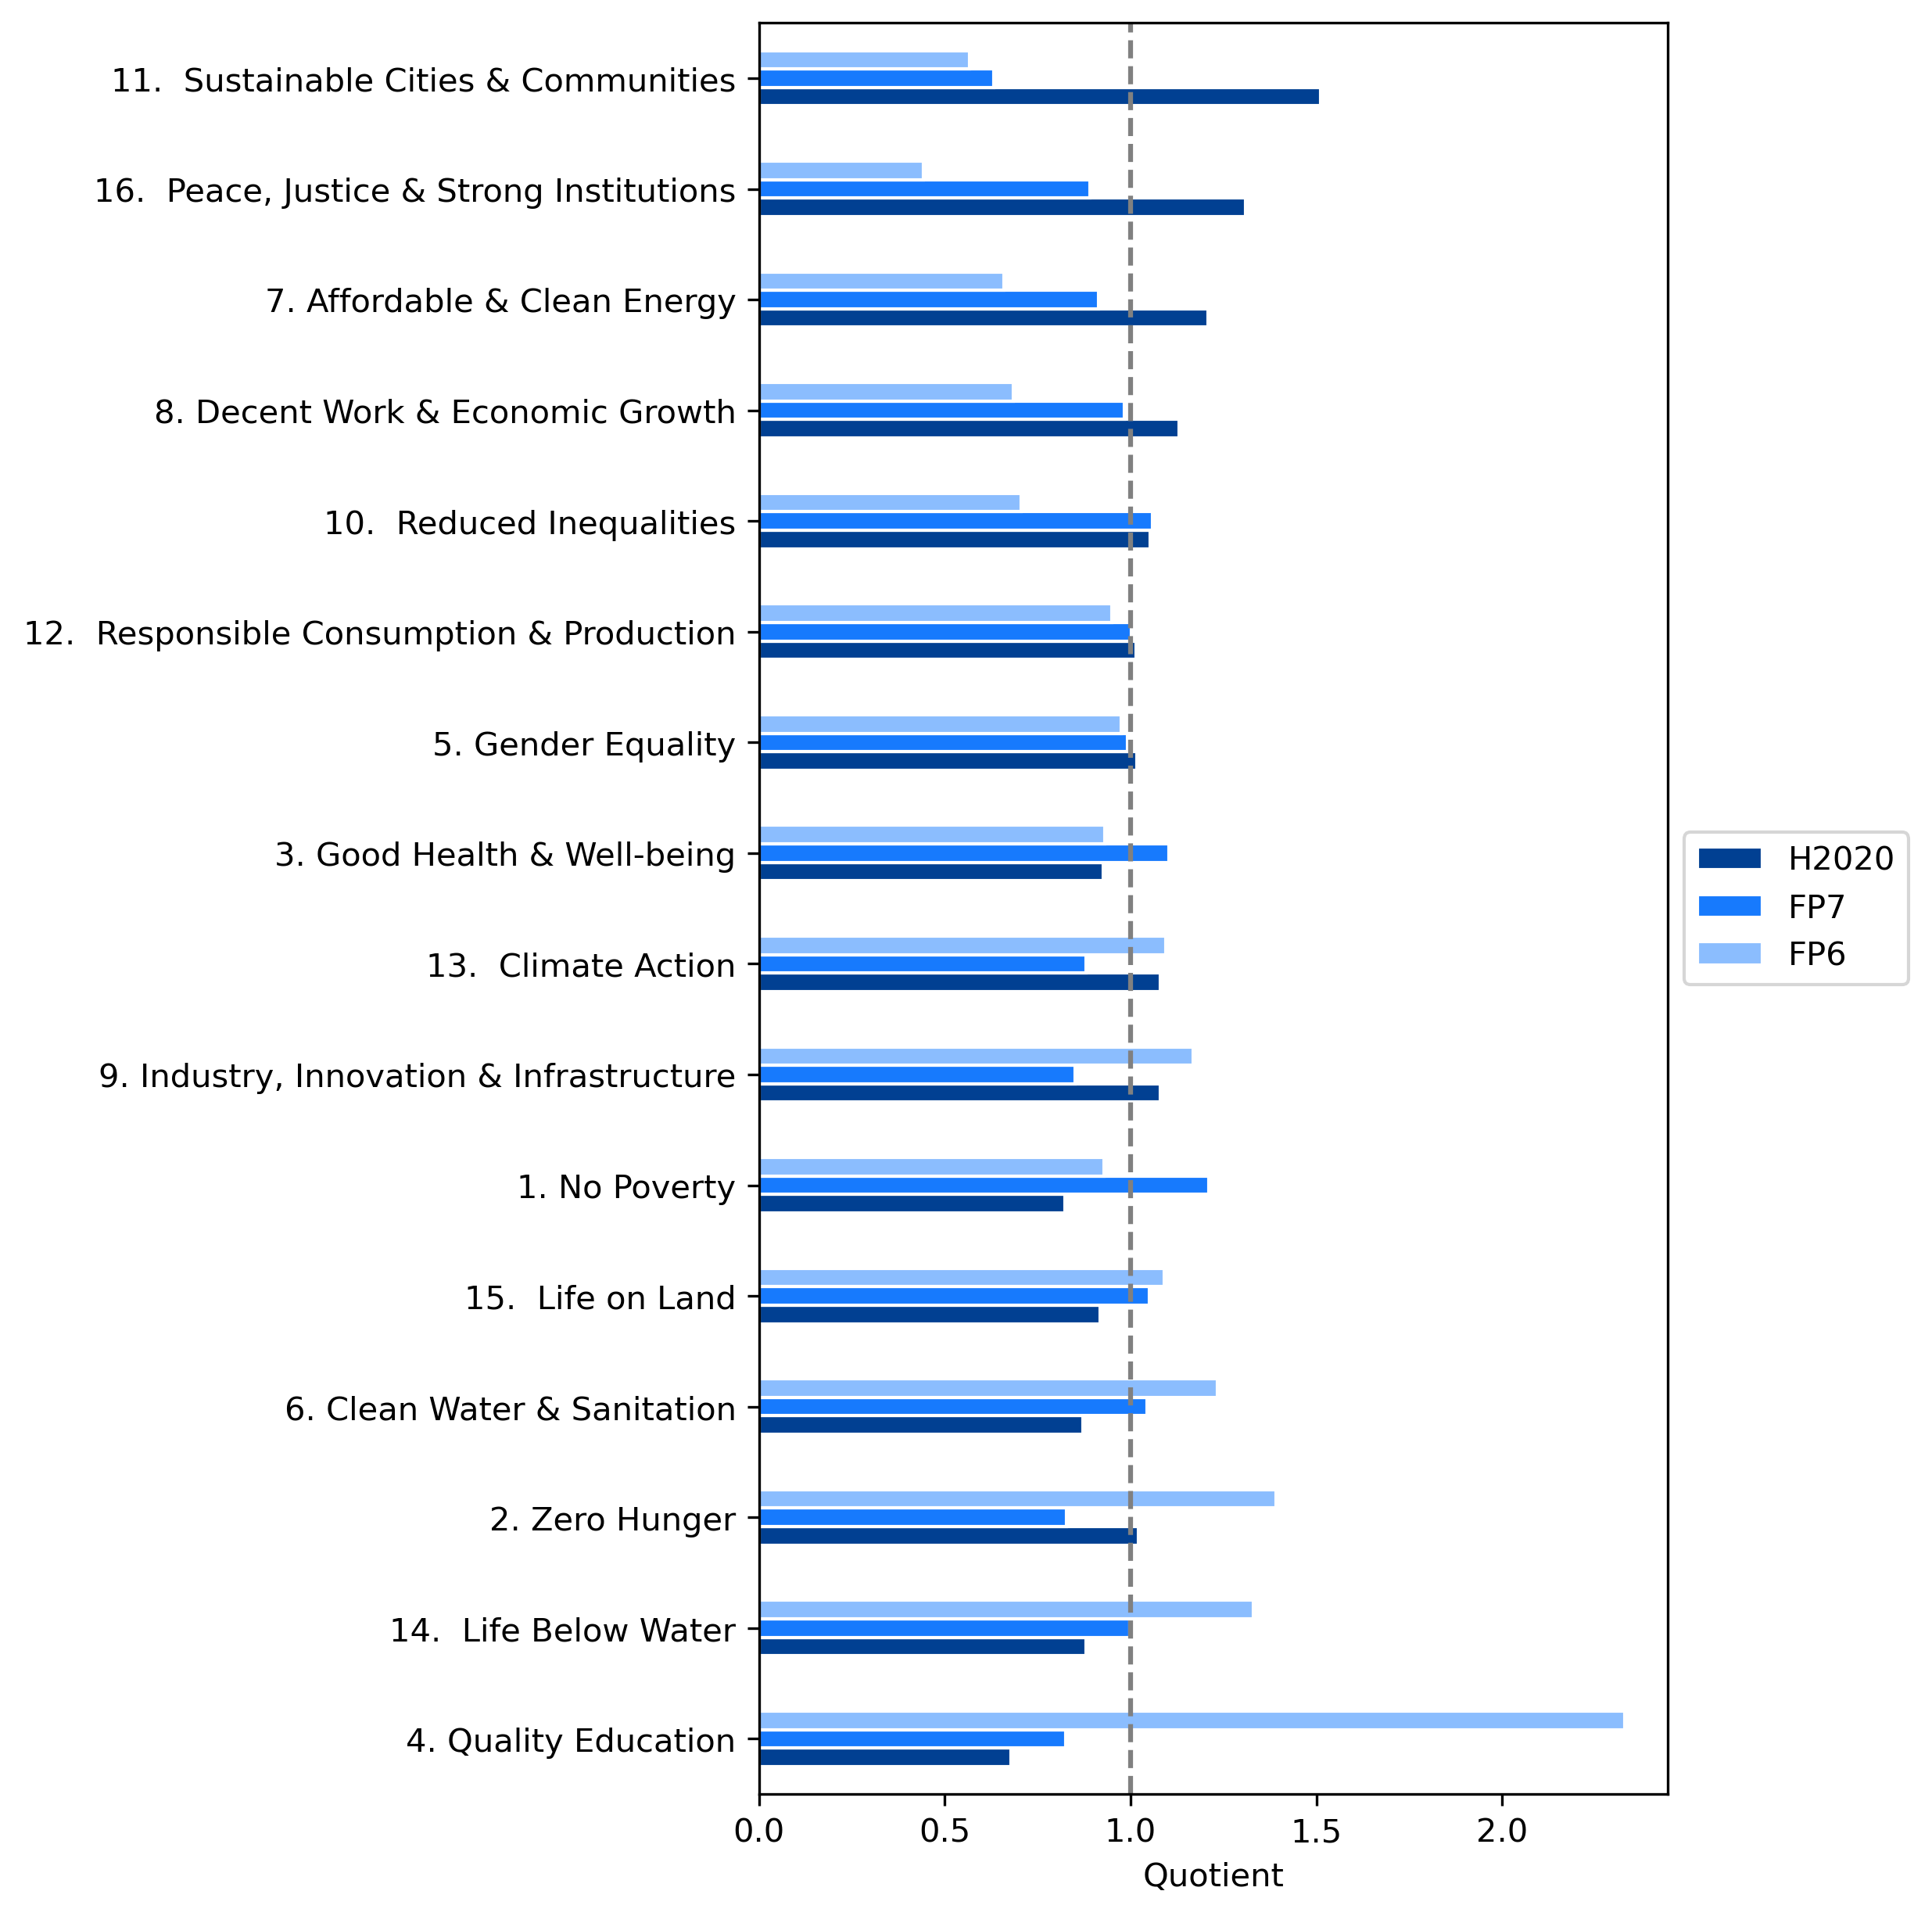 11.  Sustainable Cities & Communities
16.  Peace, Justice & Strong Institutions
7. Affordable & Clean Energy
8. Decent Work & Economic Growth
10.  Reduced Inequalities
12.  Responsible Consumption & Production
5. Gender Equality
3. Good Health & Well-being
13.  Climate Action
9. Industry, Innovation & Infrastructure
1. No Poverty
15.  Life on Land
6. Clean Water & Sanitation
2. Zero Hunger
14.  Life Below Water
4. Quality Education
0.0 0.5 1.0 1.5 2.0
Quotient
H2020
FP7
FP6